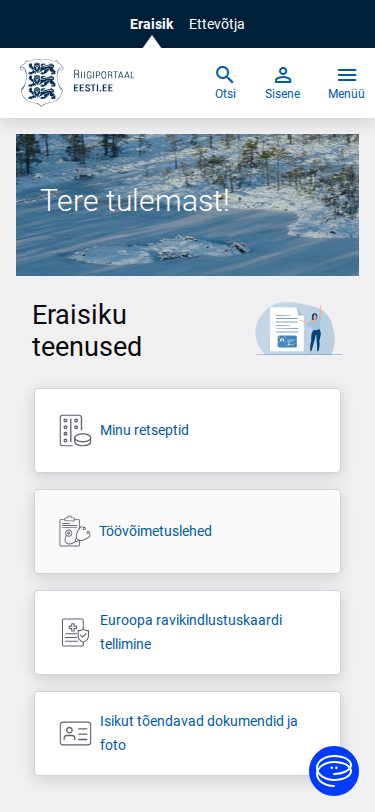 Eraisik Ettevõtja
RIIGIPORTAAL
EESTI.EE
Otsi Sisene Menüü
Tere tulemast!
Eraisiku
teenused
Minu retseptid
Töövõimetuslehed
Euroopa ravikindlustuskaardi
tellimine
Isikut tõendavad dokumendid ja
foto